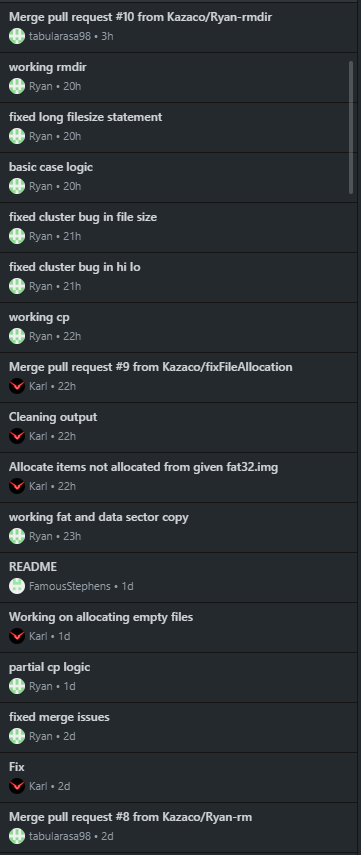 Merge pull request #10 from Kazaco/Ryan-rmdir
tabularasa98 • 3h
working rmdir
Ryan • 20h
fixed long filesize statement
Ryan • 20h
basic case logic
Ryan • 20h
fixed cluster bug in file size
Ryan • 21h
fixed cluster bug in hi lo
Ryan • 21h
working cp
Ryan • 22h
Merge pull request #9 from Kazaco/fixFileAllocation
Karl • 22h
Cleaning output
Karl • 22h
Allocate items not allocated from given fat32.img
Karl • 22h
working fat and data sector copy
Ryan • 23h
README
FamousStephens • 1d
Working on allocating empty files
Karl • 1d
partial cp logic
Ryan • 1d
fixed merge issues
Ryan • 2d
Fix
Karl • 2d
Merge pull request #8 from Kazaco/Ryan-rm
tabularasa98 • 2d